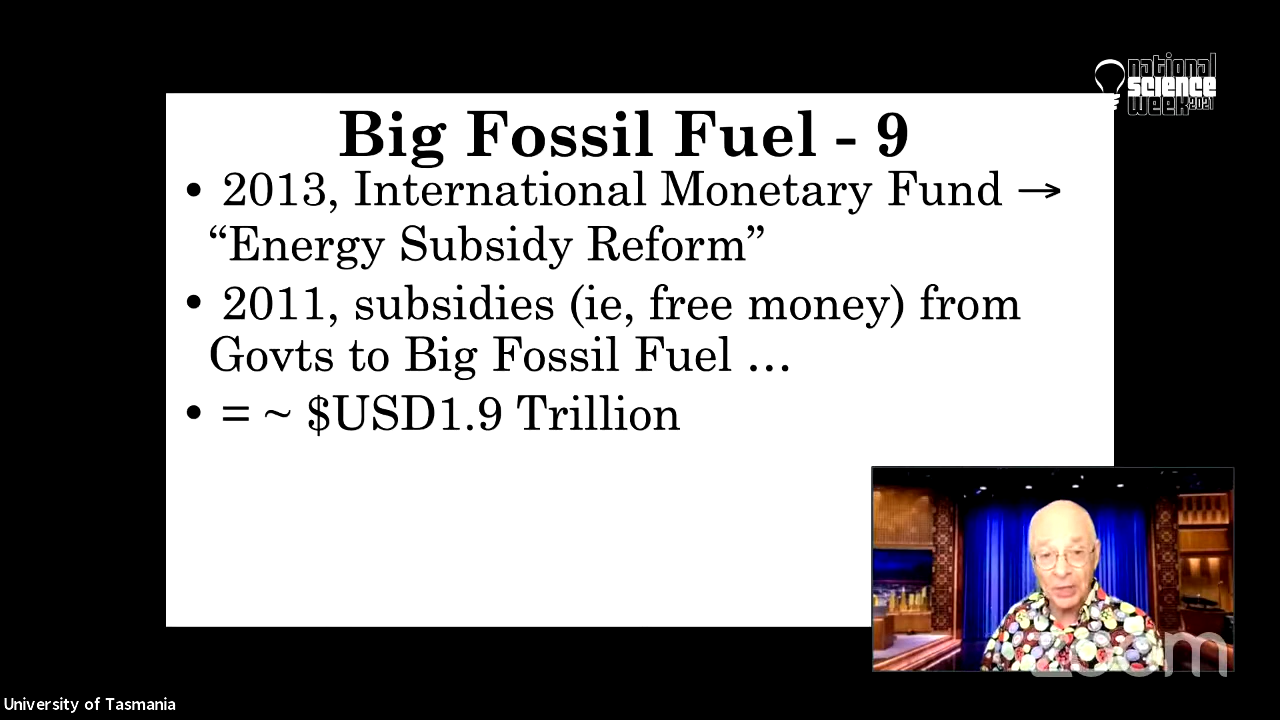 national
science
week 2021
Big Fossil Fuel - 9
• 2013, International Monetary Fund →
“Energy Subsidy Reform”
• 2011, subsidies (ie, free money) from
Govts to Big Fossil Fuel …
• = ~ $USD1.9 Trillion
zoom
University of Tasmania